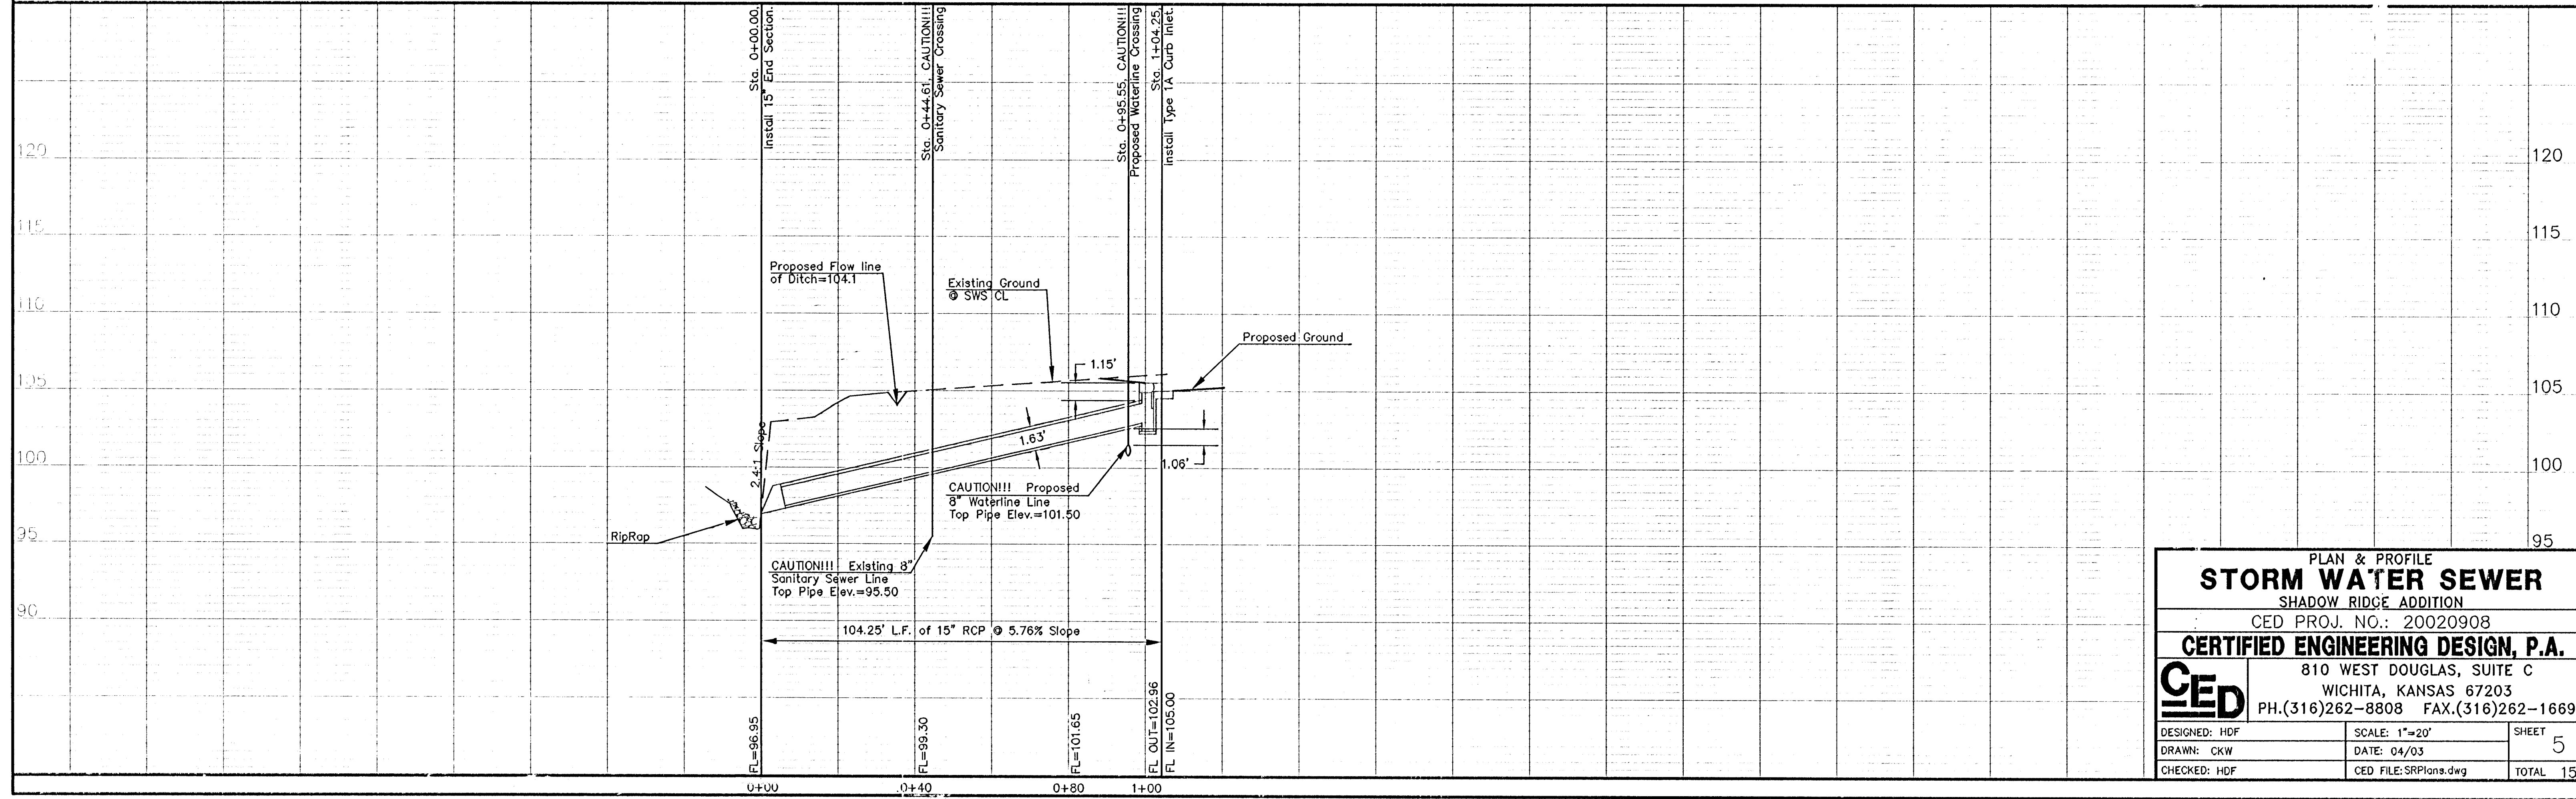 Sta. 0+00.00,
Install 15" End Section.
Sta. 0+44.61, CAUTION!!!
Sanitary Sewer Crossing
Sta. 0+95.55, CAUTION!!!
Proposed Waterline Crossing
Sta. 1+04.25,
Install Type 1A Curb Inlet.
120
120
115
115
110
110
105
105
100
100
95
95
90
Proposed Flow line
of Ditch=104.1
Existing Ground
@ SWS CL
Proposed Ground
1.15'
1.63'
1.06'
2.4:1 Slope
RipRap
CAUTION!!! Proposed
8" Waterline Line
Top Pipe Elev.=101.50
CAUTION!!! Existing 8"
Sanitary Sewer Line
Top Pipe Elev.=95.50
104.25' L.F. of 15" RCP @ 5.76% Slope
FL=96.95
FL=99.30
FL=101.65
FL OUT=102.96
FL IN=105.00
0+00
0+40
0+80
1+00
PLAN & PROFILE
STORM WATER SEWER
SHADOW RIDGE ADDITION
CED PROJ. NO.: 20020908
CERTIFIED ENGINEERING DESIGN, P.A.
CED
810 WEST DOUGLAS, SUITE C
WICHITA, KANSAS 67203
PH.(316)262-8808 FAX.(316)262-1669
DESIGNED: HDF
SCALE: 1"=20'
SHEET
5
DRAWN: CKW
DATE: 04/03
CHECKED: HDF
CED FILE:SRPlans.dwg
TOTAL 15